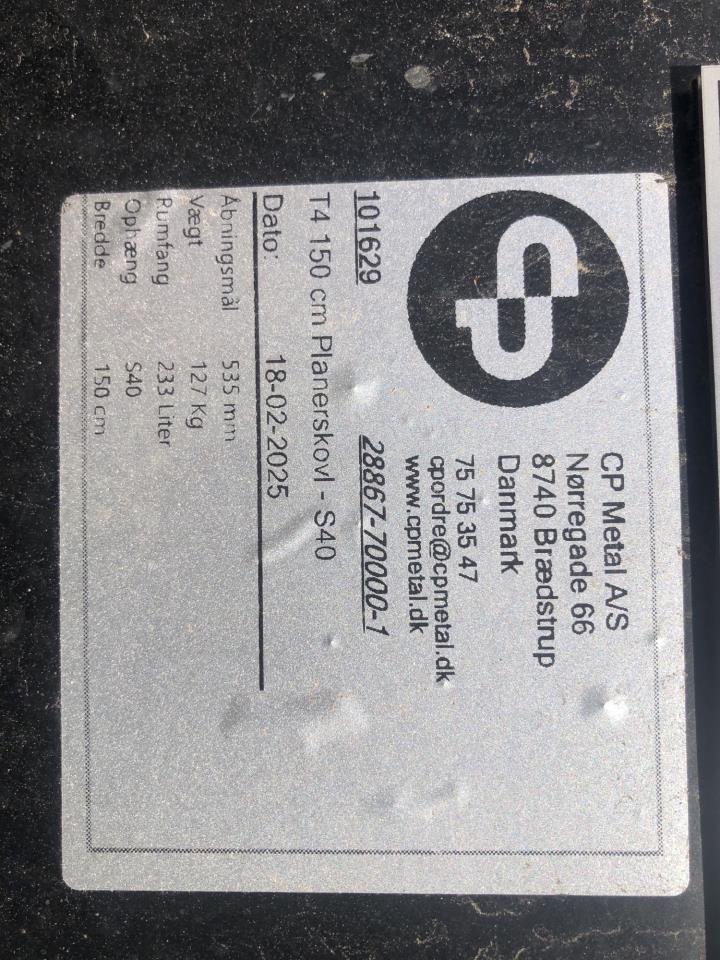 CP
CP Metal A/S
Nørregade 66
8740 Brædstrup
Danmark
75 75 35 47
cpordre@cpmetal.dk
www.cpmetal.dk
101629 28867-70000-1
T4 150 cm Planerskovl - S40
Dato: 18-02-2025
Åbningsmål 535 mm
Vægt 127 Kg
Rumfang 233 Liter
Ophæng S40
Bredde 150 cm